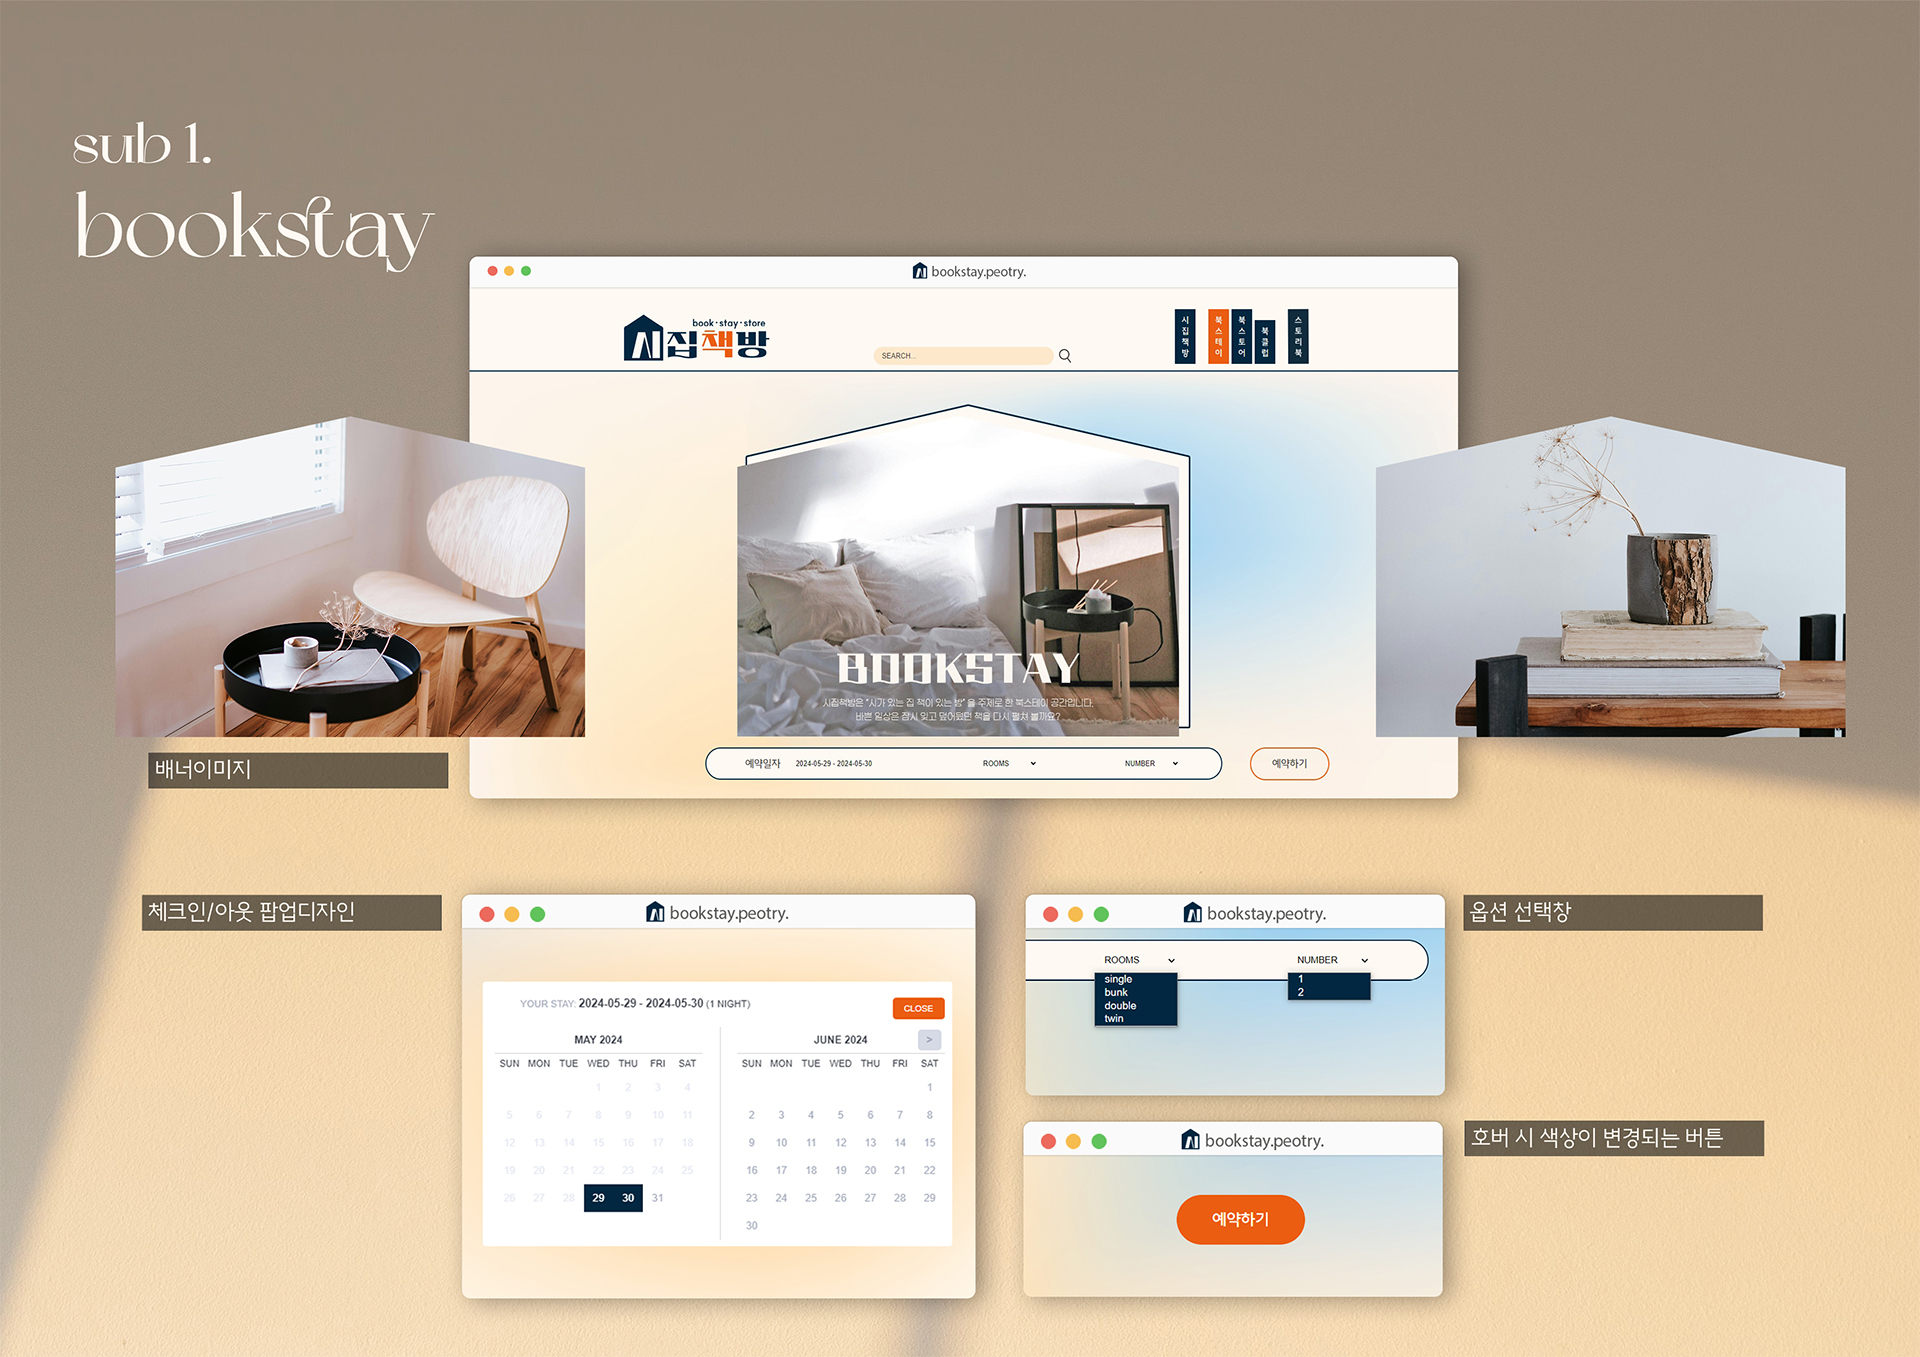 sub 1.
bookstay
bookstay.peotry.
book·stay·store
시집책방
SEARCH...
시집책방
북스테이
북스토어
북클럽
스토리북
BOOKSTAY
시집책방은 "시가 있는 집 책이 있는 방" 을 주제로 한 북스테이 공간입니다.
바쁜 일상은 잠시 잊고 덮어뒀던 책을 다시 펼쳐 볼까요?
예약일자 2024-05-29 - 2024-05-30 ROOMS NUMBER 예약하기
배너이미지
체크인/아웃 팝업디자인
bookstay.peotry.
YOUR STAY: 2024-05-29 - 2024-05-30 (1 NIGHT)
CLOSE
MAY 2024
SUN MON TUE WED THU FRI SAT
1 2 3 4
5 6 7 8 9 10 11
12 13 14 15 16 17 18
19 20 21 22 23 24 25
26 27 28 29 30 31
JUNE 2024 >
SUN MON TUE WED THU FRI SAT
1
2 3 4 5 6 7 8
9 10 11 12 13 14 15
16 17 18 19 20 21 22
23 24 25 26 27 28 29
30
bookstay.peotry.
ROOMS
single
bunk
double
twin
NUMBER
1
2
옵션 선택창
bookstay.peotry.
예약하기
호버 시 색상이 변경되는 버튼